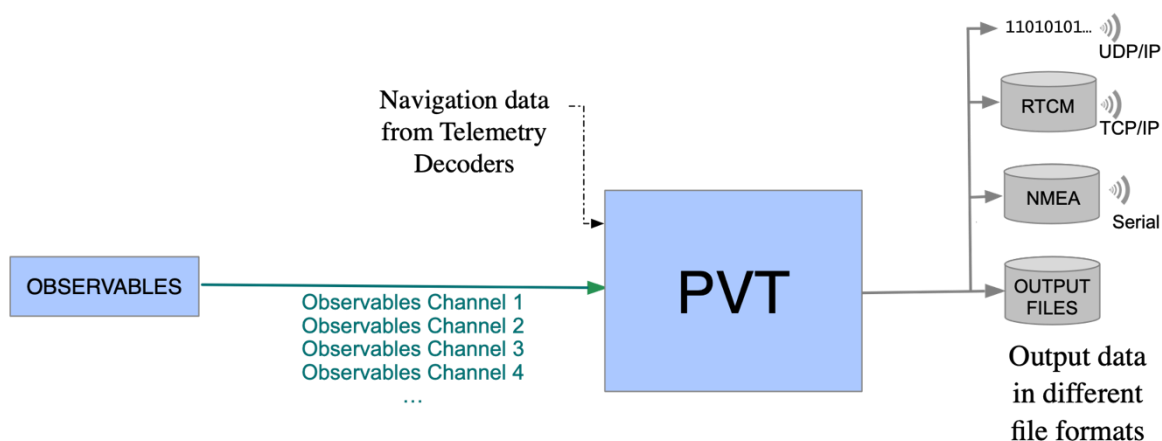 11010101...
UDP/IP
Navigation data
from Telemetry
Decoders
RTCM
TCP/IP
NMEA
Serial
OBSERVABLES
PVT
Observables Channel 1
Observables Channel 2
Observables Channel 3
Observables Channel 4
...
OUTPUT
FILES
Output data
in different
file formats